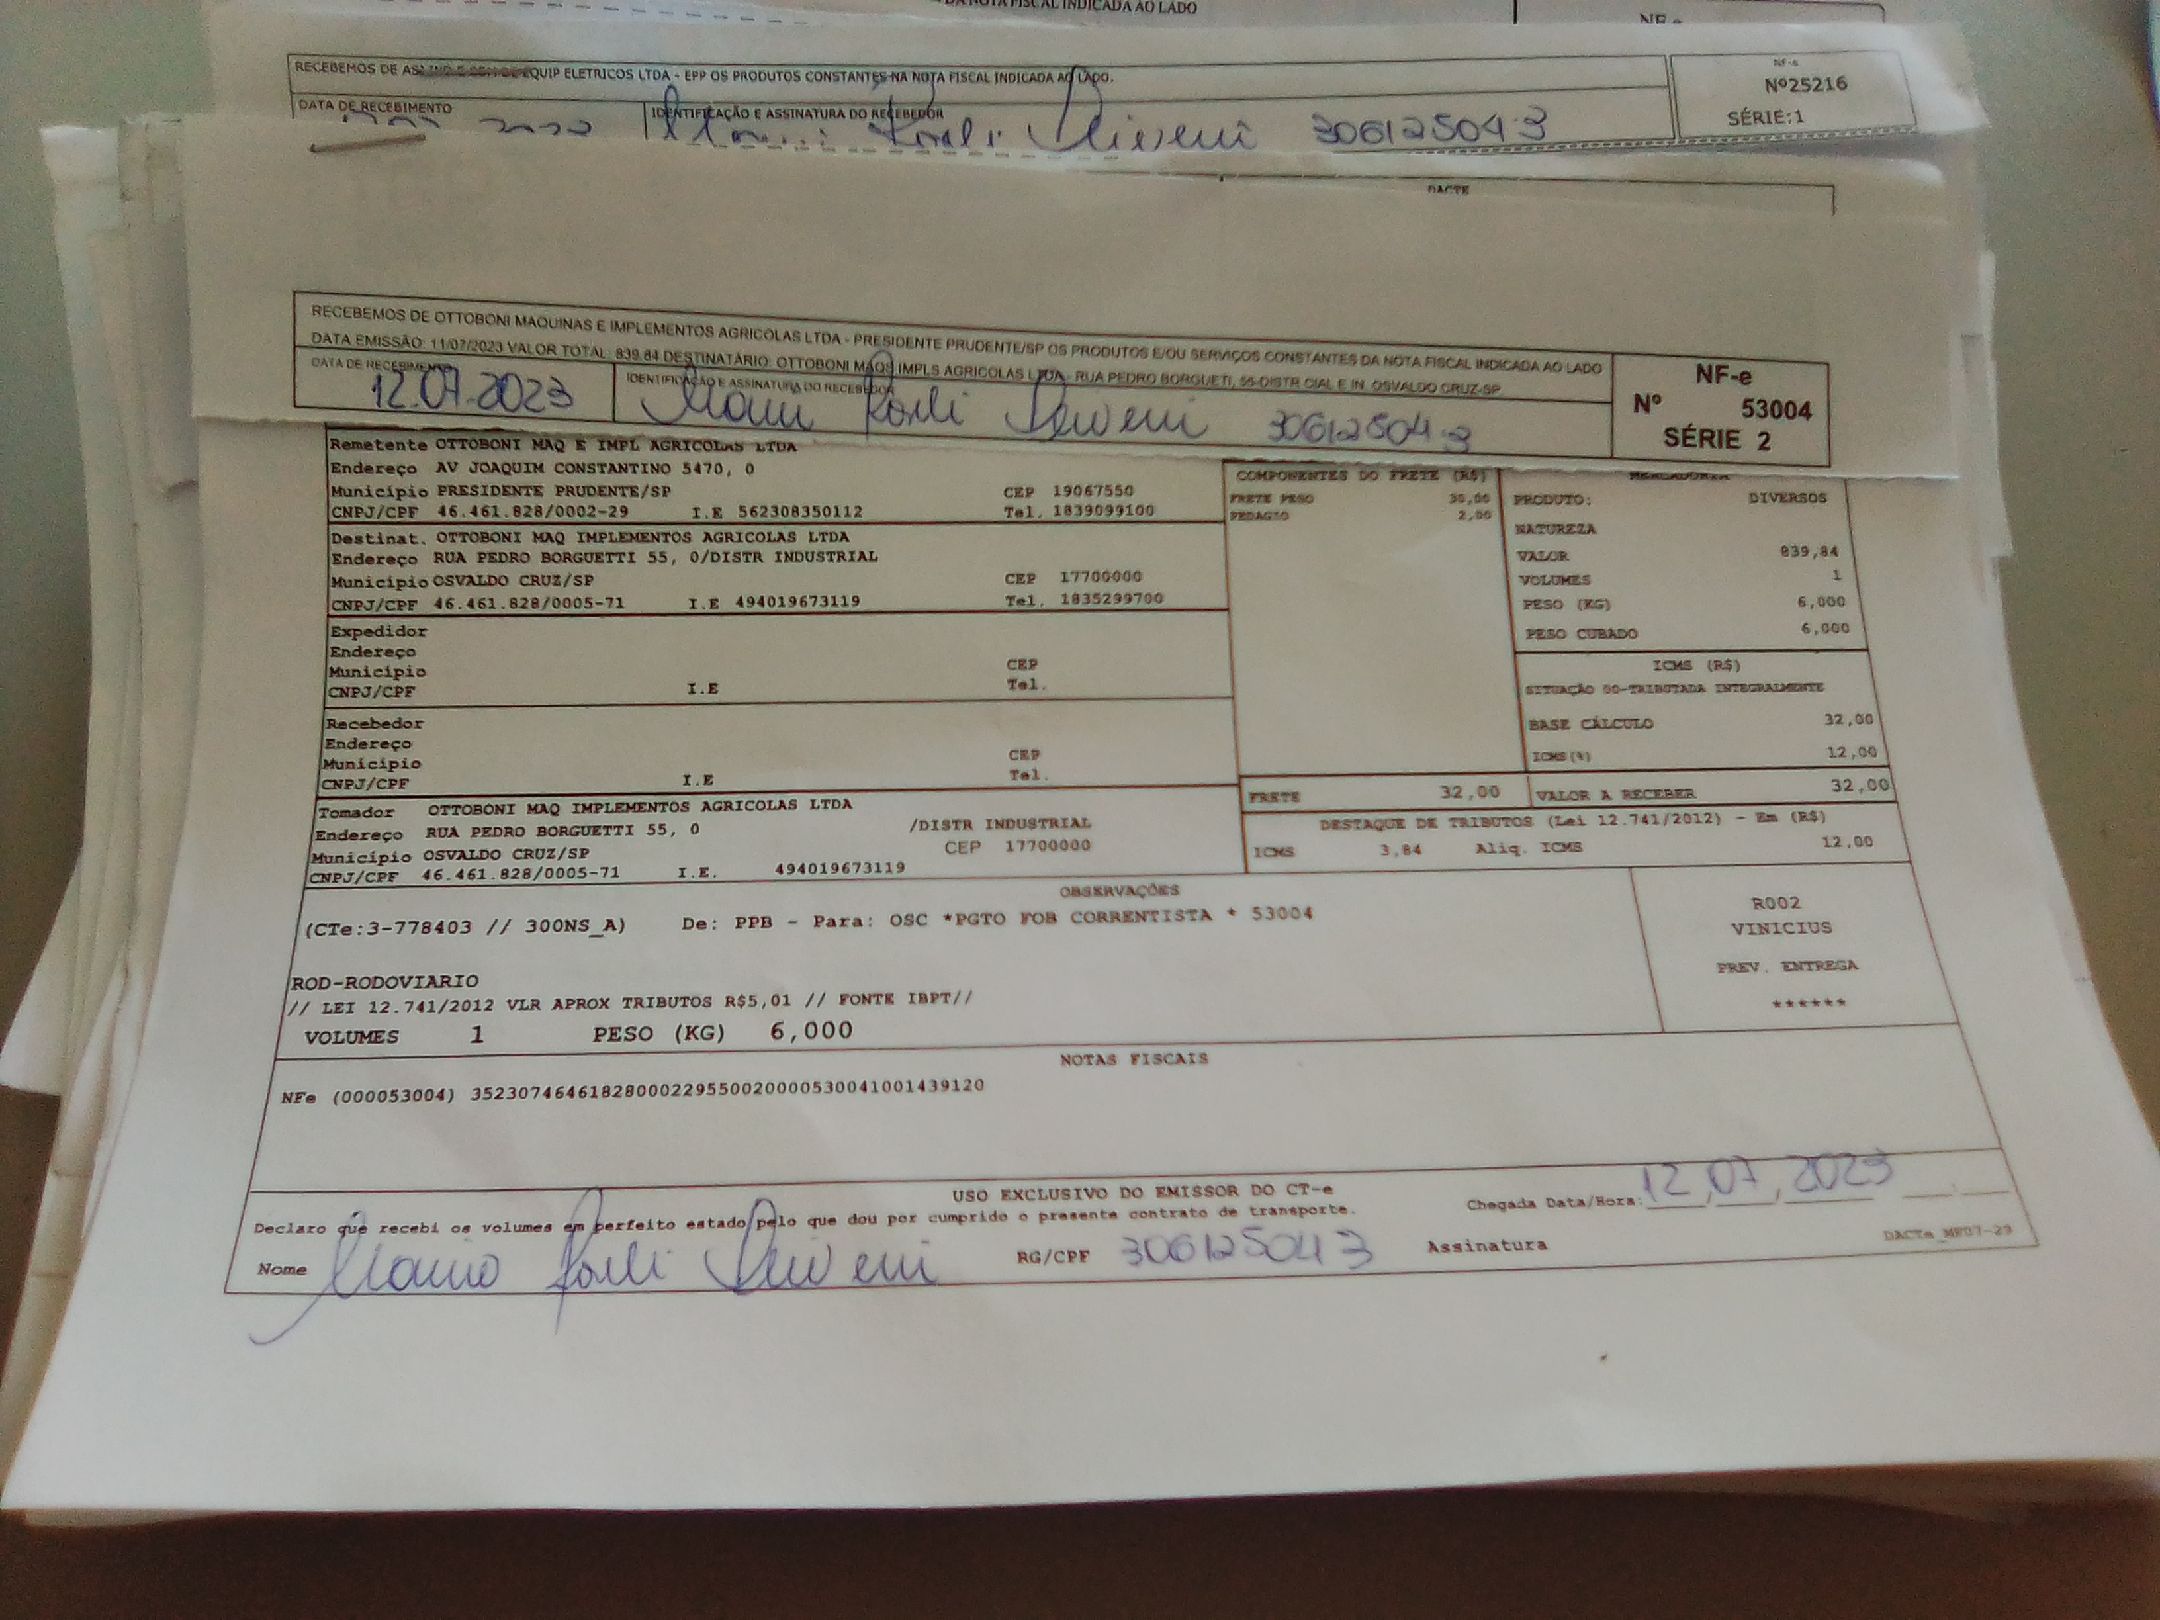 DA NOTA FISCAL INDICADA AO LADO
NF-e
RECEBEMOS DE EQUIP ELETRICOS LTDA - EPP OS PRODUTOS CONSTANTES NA NOTA FISCAL INDICADA AO LADO.
NF-e
Nº25216
SÉRIE:1
DATA DE RECEBIMENTO
IDENTIFICAÇÃO E ASSINATURA DO RECEBEDOR
306125043
DACTE
RECEBEMOS DE OTTOBONI MAQUINAS E IMPLEMENTOS AGRICOLAS LTDA - PRESIDENTE PRUDENTE/SP OS PRODUTOS E/OU SERVIÇOS CONSTANTES DA NOTA FISCAL INDICADA AO LADO
DATA EMISSÃO: 11/07/2023 VALOR TOTAL: 839.84 DESTINATÁRIO: OTTOBONI MAQS IMPLS AGRICOLAS LTDA - RUA PEDRO BORGUETI, 55-DISTR CIAL E IN. OSVALDO CRUZ-SP
DATA DE RECEBIMENTO
12.07.2023
IDENTIFICAÇÃO E ASSINATURA DO RECEBEDOR
306125043
NF-e
Nº 53004
SÉRIE 2
Remetente OTTOBONI MAQ E IMPL AGRICOLAS LTDA
Endereço AV JOAQUIM CONSTANTINO 5470, 0
Município PRESIDENTE PRUDENTE/SP CEP 19067550
CNPJ/CPF 46.461.828/0002-29 I.E 562308350112 Tel. 1839099100
Destinat. OTTOBONI MAQ IMPLEMENTOS AGRICOLAS LTDA
Endereço RUA PEDRO BORGUETTI 55, 0/DISTR INDUSTRIAL
Município OSVALDO CRUZ/SP CEP 17700000
CNPJ/CPF 46.461.828/0005-71 I.E 494019673119 Tel. 1835299700
Expedidor
Endereço
Município CEP
CNPJ/CPF I.E Tel.
Recebedor
Endereço
Município CEP
CNPJ/CPF I.E Tel.
Tomador OTTOBONI MAQ IMPLEMENTOS AGRICOLAS LTDA
Endereço RUA PEDRO BORGUETTI 55, 0 /DISTR INDUSTRIAL
Município OSVALDO CRUZ/SP CEP 17700000
CNPJ/CPF 46.461.828/0005-71 I.E. 494019673119
COMPONENTES DO FRETE (R$)
FRETE PESO 30,00
PEDAGIO 2,00
MERCADORIA
PRODUTO: DIVERSOS
NATUREZA
VALOR 839,84
VOLUMES 1
PESO (KG) 6,000
PESO CUBADO 6,000
ICMS (R$)
SITUAÇÃO 00-TRIBUTADA INTEGRALMENTE
BASE CÁLCULO 32,00
ICMS(%) 12,00
FRETE 32,00 VALOR A RECEBER 32,00
DESTAQUE DE TRIBUTOS (Lei 12.741/2012) - Em (R$)
ICMS 3,84 Aliq. ICMS 12,00
OBSERVAÇÕES
(CTe:3-778403 // 300NS_A) De: PPB - Para: OSC *PGTO FOB CORRENTISTA * 53004
R002
VINICIUS
PREV. ENTREGA
******
ROD-RODOVIARIO
// LEI 12.741/2012 VLR APROX TRIBUTOS R$5,01 // FONTE IBPT//
VOLUMES 1 PESO (KG) 6,000
NOTAS FISCAIS
NFe (000053004) 35230746461828000229550020000530041001439120
USO EXCLUSIVO DO EMISSOR DO CT-e
Declaro que recebi os volumes em perfeito estado pelo que dou por cumprido o presente contrato de transporte.
Chegada Data/Hora: 12,07,2023
Nome RG/CPF 306125043 Assinatura
DACTe_MP07-29